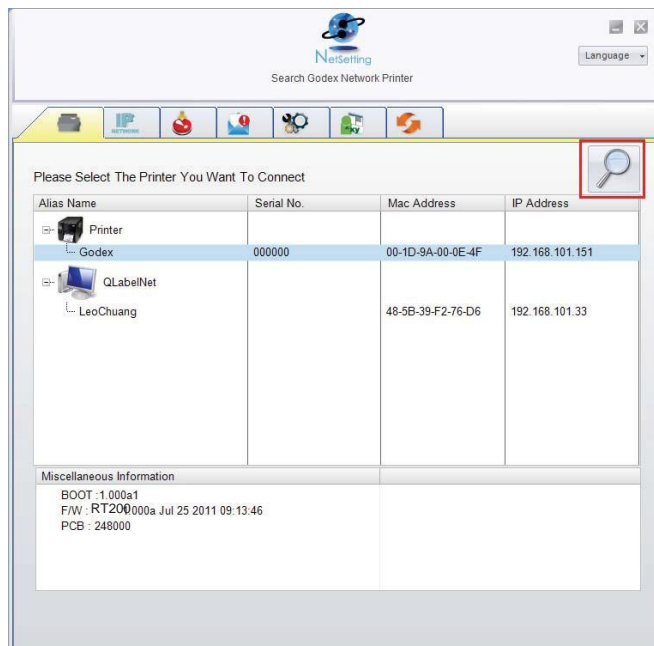 NetSetting
Search Godex Network Printer
Language
IP
NETWORK
Please Select The Printer You Want To Connect
Alias Name Serial No. Mac Address IP Address
Printer
Godex 000000 00-1D-9A-00-0E-4F 192.168.101.151
QLabelNet
LeoChuang 48-5B-39-F2-76-D6 192.168.101.33
Miscellaneous Information
BOOT :1.000a1
F/W : RT200 000a Jul 25 2011 09:13:46
PCB : 248000